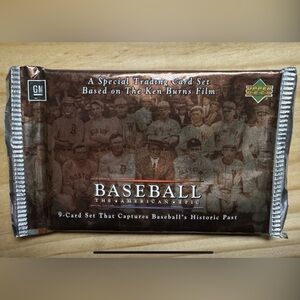 GM
A Special Trading Card Set
Based on The Ken Burns Film
UPPER
DECK
BASEBALL
THE AMERICAN EPIC
9-Card Set That Captures Baseball's Historic Past